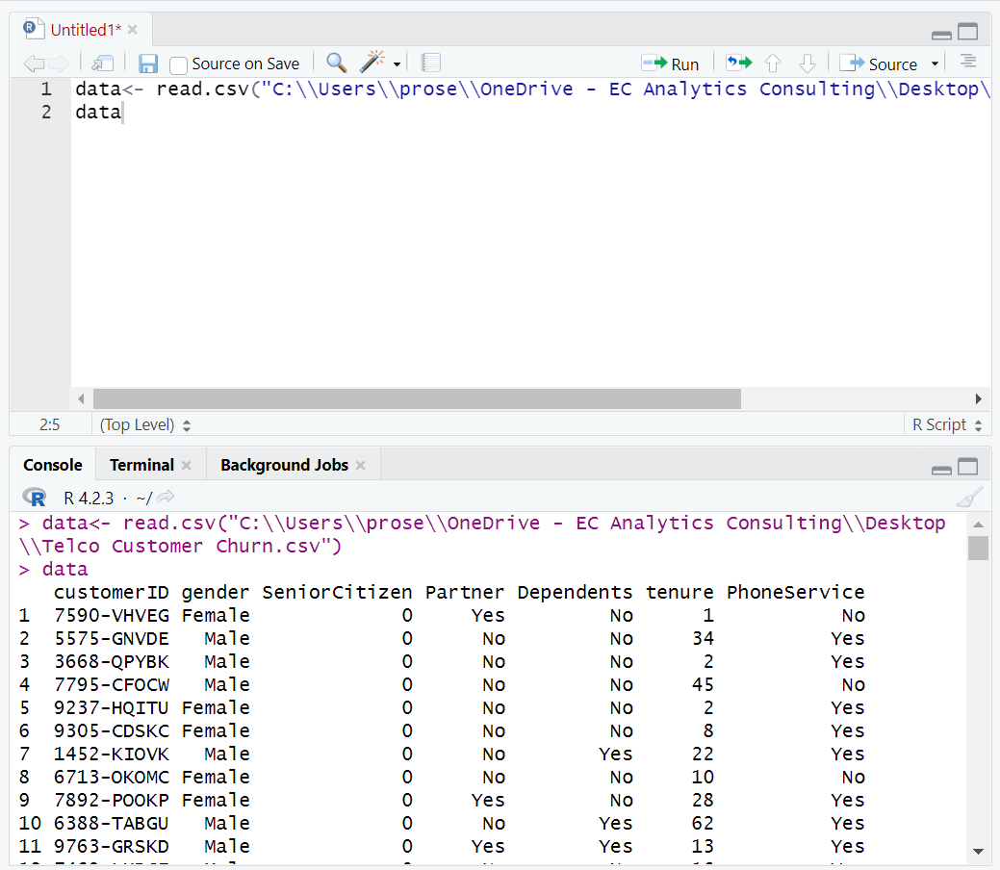 Untitled1*
Source on Save Run Source
1 data<- read.csv("C:\\Users\\prose\\OneDrive - EC Analytics Consulting\\Desktop\
2 data
2:5 (Top Level) R Script
Console Terminal Background Jobs
R 4.2.3 · ~/
> data<- read.csv("C:\\Users\\prose\\OneDrive - EC Analytics Consulting\\Desktop
\\Telco Customer Churn.csv")
> data
customerID gender SeniorCitizen Partner Dependents tenure PhoneService
1 7590-VHVEG Female 0 Yes No 1 No
2 5575-GNVDE Male 0 No No 34 Yes
3 3668-QPYBK Male 0 No No 2 Yes
4 7795-CFOCW Male 0 No No 45 No
5 9237-HQITU Female 0 No No 2 Yes
6 9305-CDSKC Female 0 No No 8 Yes
7 1452-KIOVK Male 0 No Yes 22 Yes
8 6713-OKOMC Female 0 No No 10 No
9 7892-POOKP Female 0 Yes No 28 Yes
10 6388-TABGU Male 0 No Yes 62 Yes
11 9763-GRSKD Male 0 Yes Yes 13 Yes